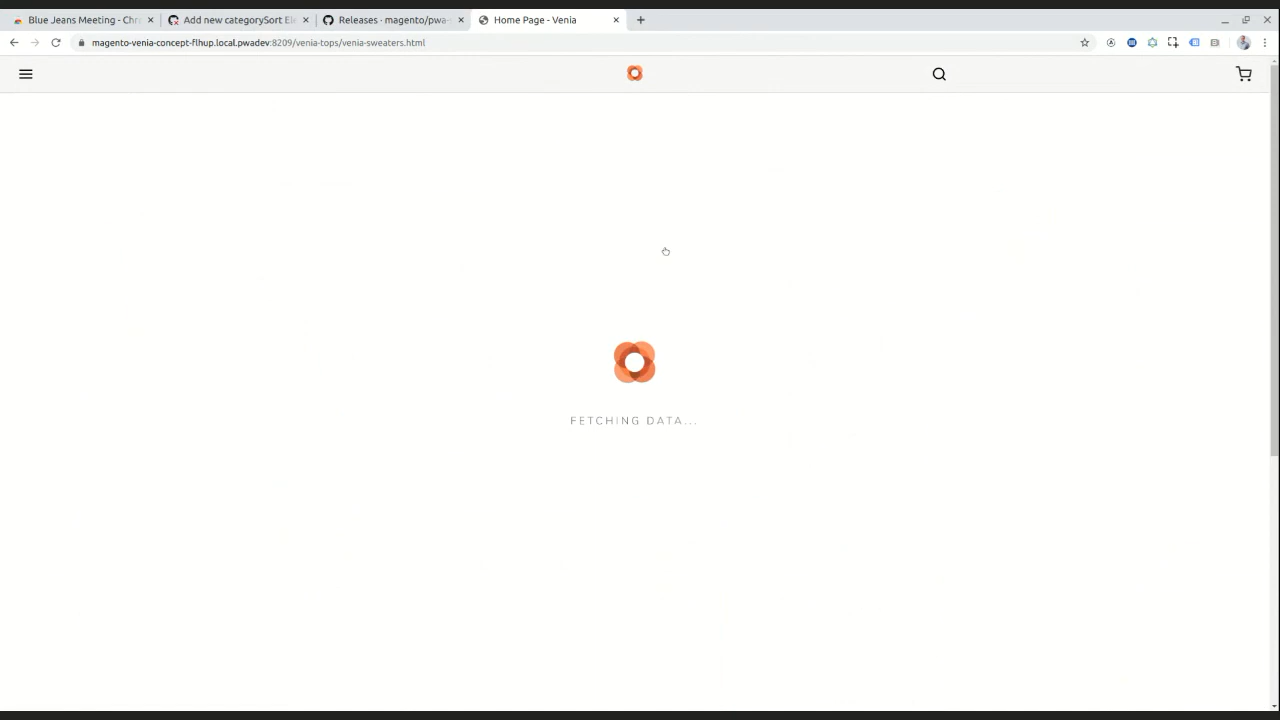 Blue Jeans Meeting - Chr
Add new categorySort Ele
Releases · magento/pwa-
Home Page - Venia
magento-venia-concept-flhup.local.pwadev:8209/venia-tops/venia-sweaters.html
FETCHING DATA...